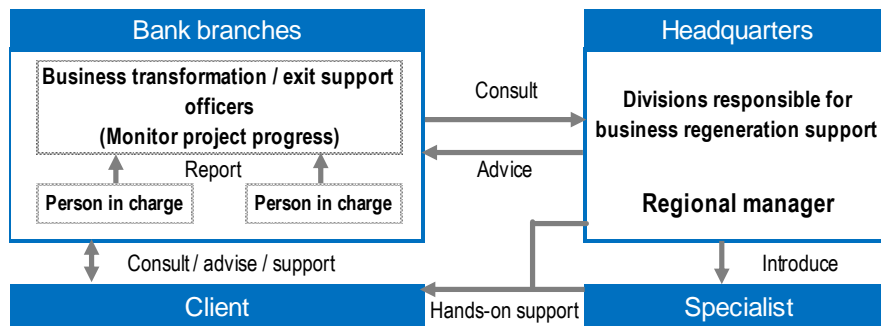 Bank branches
Business transformation / exit support
officers
(Monitor project progress)
Report
Person in charge
Person in charge
Consult
Advice
Headquarters
Divisions responsible for
business regeneration support
Regional manager
Consult / advise / support
Introduce
Client
Hands-on support
Specialist